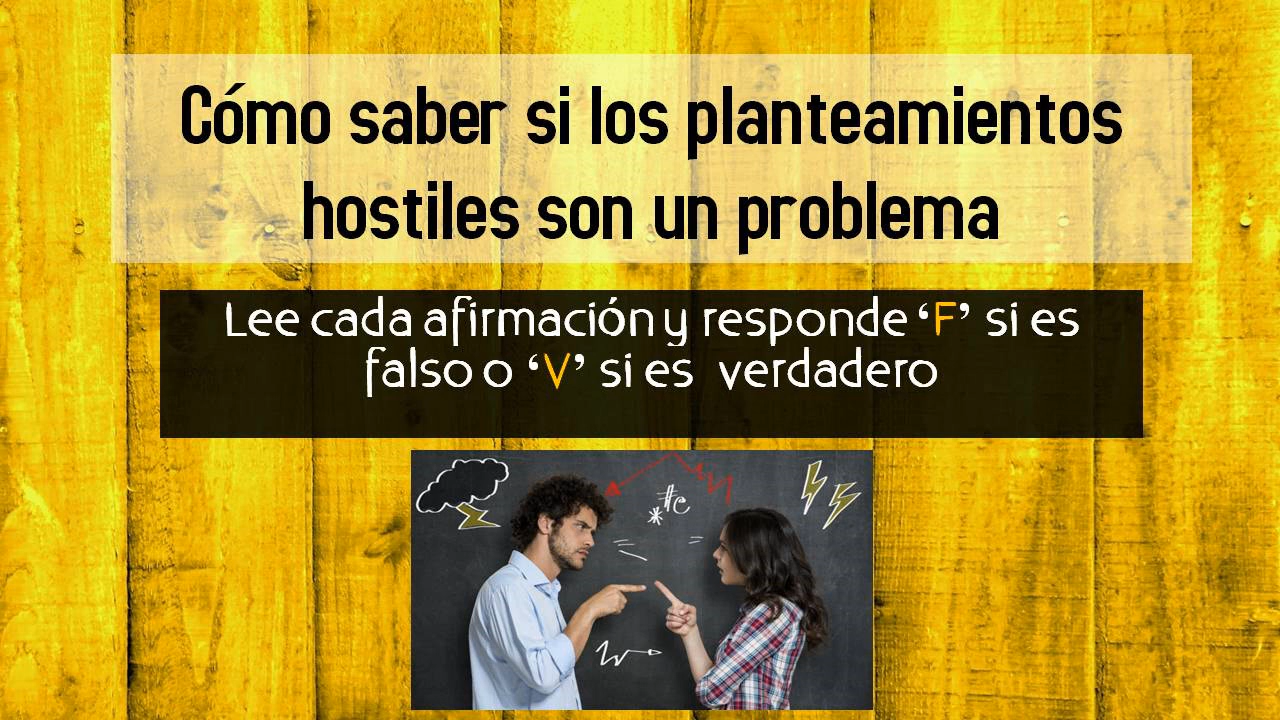 Cómo saber si los planteamientos
hostiles son un problema
Lee cada afirmación y responde ‘F’ si es
falso o ‘V’ si es verdadero
*#e